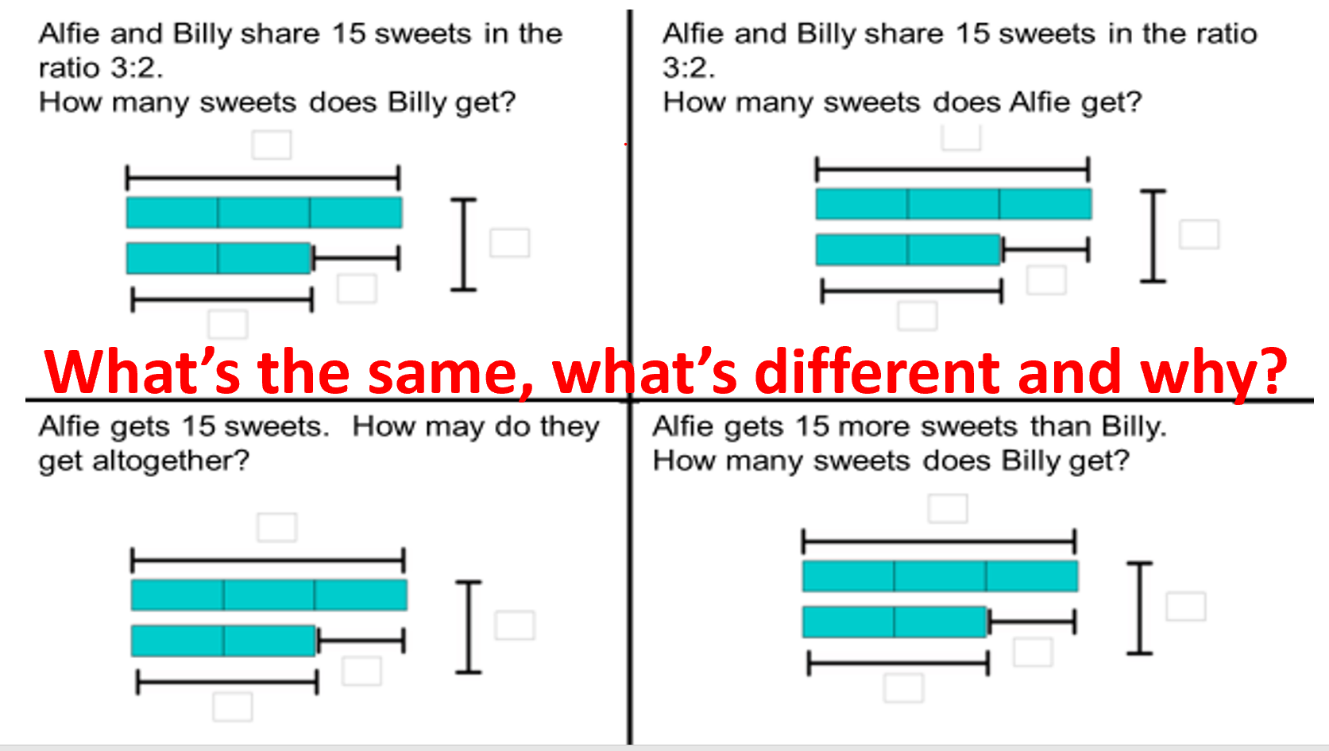 Alfie and Billy share 15 sweets in the
ratio 3:2.
How many sweets does Billy get?
Alfie and Billy share 15 sweets in the ratio
3:2.
How many sweets does Alfie get?
What's the same, what's different and why?
Alfie gets 15 sweets.  How may do they
get altogether?
Alfie gets 15 more sweets than Billy.
How many sweets does Billy get?